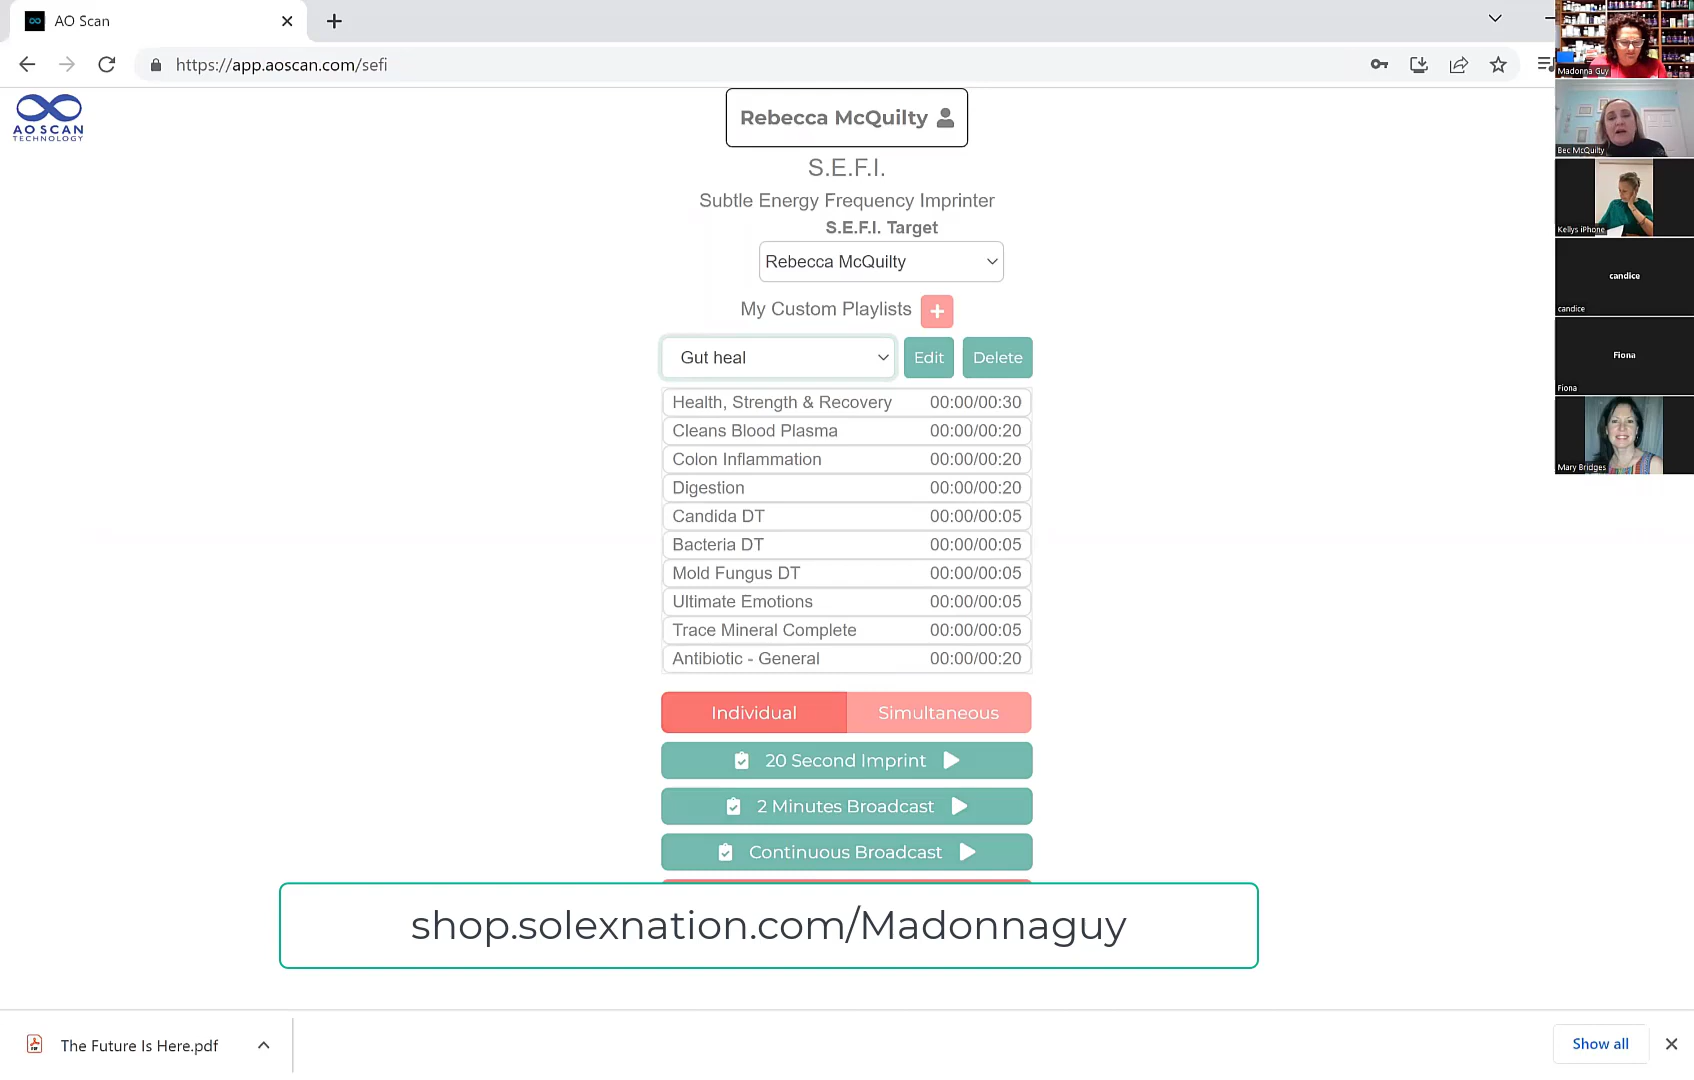 AO Scan
https://app.aoscan.com/sefi
AO SCAN
TECHNOLOGY
Rebecca McQuilty
S.E.F.I.
Subtle Energy Frequency Imprinter
S.E.F.I. Target
Rebecca McQuilty
My Custom Playlists +
Gut heal Edit Delete
Health, Strength & Recovery 00:00/00:30
Cleans Blood Plasma 00:00/00:20
Colon Inflammation 00:00/00:20
Digestion 00:00/00:20
Candida DT 00:00/00:05
Bacteria DT 00:00/00:05
Mold Fungus DT 00:00/00:05
Ultimate Emotions 00:00/00:05
Trace Mineral Complete 00:00/00:05
Antibiotic - General 00:00/00:20
Individual Simultaneous
20 Second Imprint
2 Minutes Broadcast
Continuous Broadcast
shop.solexnation.com/Madonnaguy
The Future Is Here.pdf
Show all
Madonna Guy
Bec McQuilty
Kellys iPhone
candice
candice
Fiona
Fiona
Mary Bridges